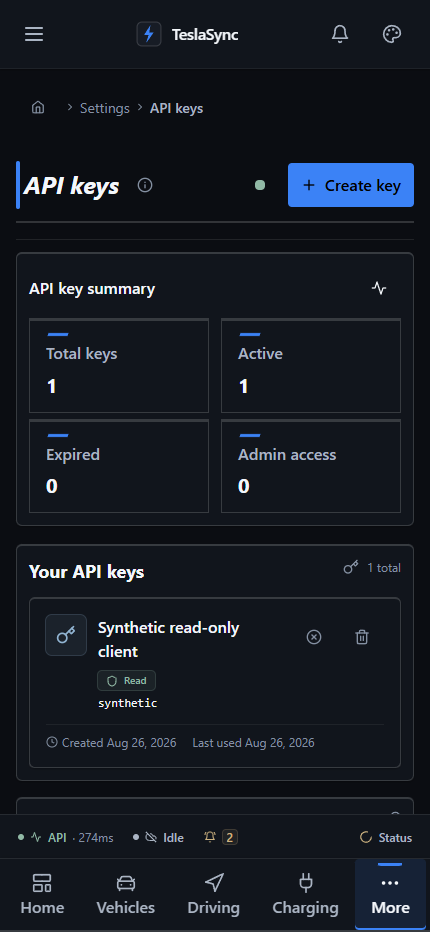 TeslaSync
Settings
API keys
API keys
Create key
API key summary
Total keys
1
Active
1
Expired
0
Admin access
0
Your API keys
1 total
Synthetic read-only
client
Read
synthetic
Created Aug 26, 2026
Last used Aug 26, 2026
API · 274ms
Idle
2
Status
Home
Vehicles
Driving
Charging
More